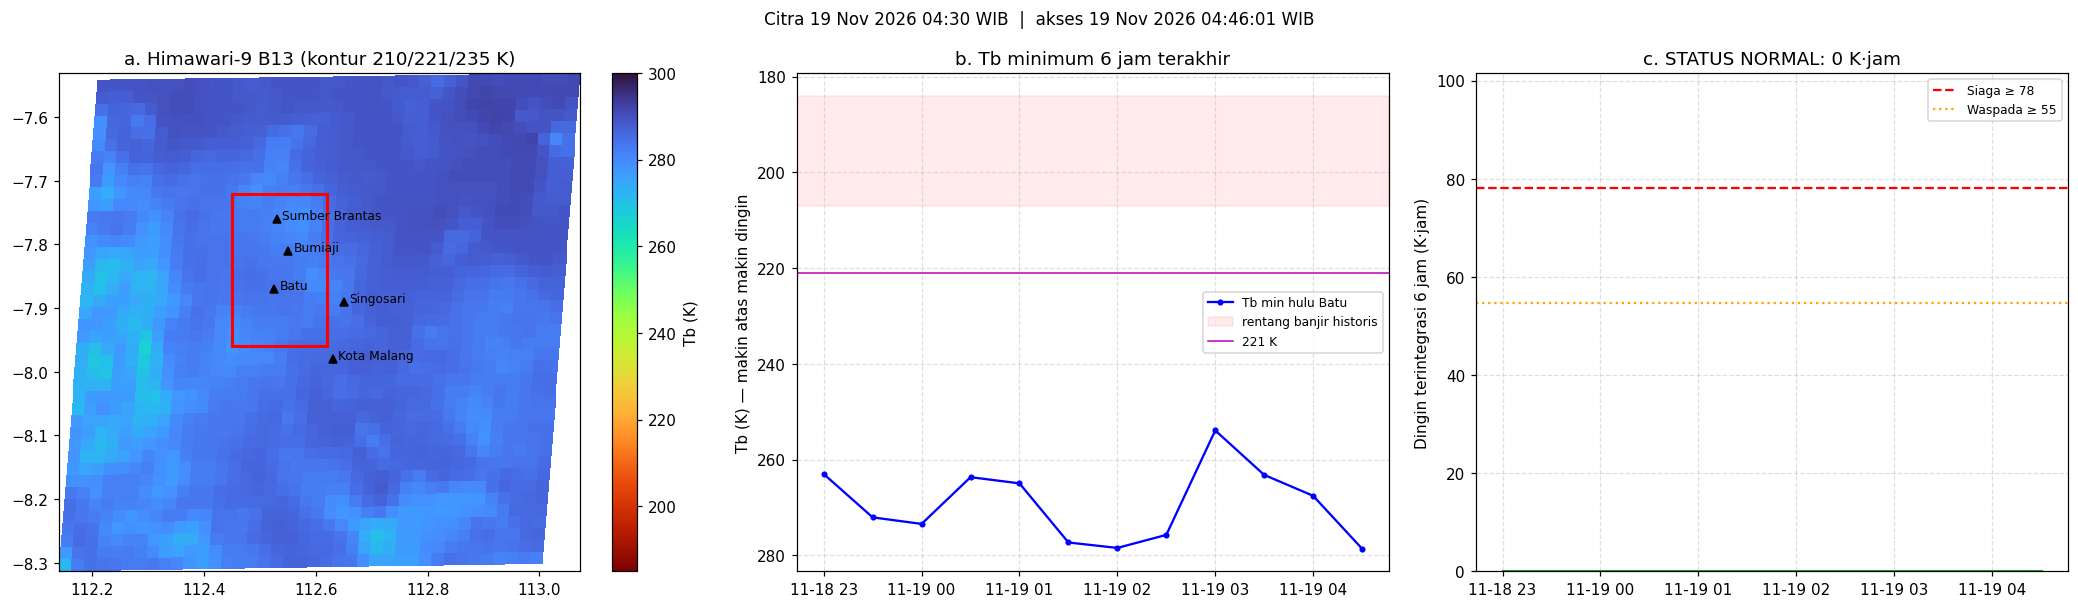 Citra 19 Nov 2026 04:30 WIB | akses 19 Nov 2026 04:46:01 WIB
a. Himawari-9 B13 (kontur 210/221/235 K)
−7.6
−7.7
−7.8
−7.9
−8.0
−8.1
−8.2
−8.3
112.2
112.4
112.6
112.8
113.0
Sumber Brantas
Bumiaji
Batu
Singosari
Kota Malang
300
280
260
240
220
200
Tb (K)
b. Tb minimum 6 jam terakhir
Tb (K) — makin atas makin dingin
180
200
220
240
260
280
Tb min hulu Batu
rentang banjir historis
221 K
11-18 23
11-19 00
11-19 01
11-19 02
11-19 03
11-19 04
c. STATUS NORMAL: 0 K·jam
Dingin terintegrasi 6 jam (K·jam)
100
80
60
40
20
0
Siaga ≥ 78
Waspada ≥ 55
11-18 23
11-19 00
11-19 01
11-19 02
11-19 03
11-19 04